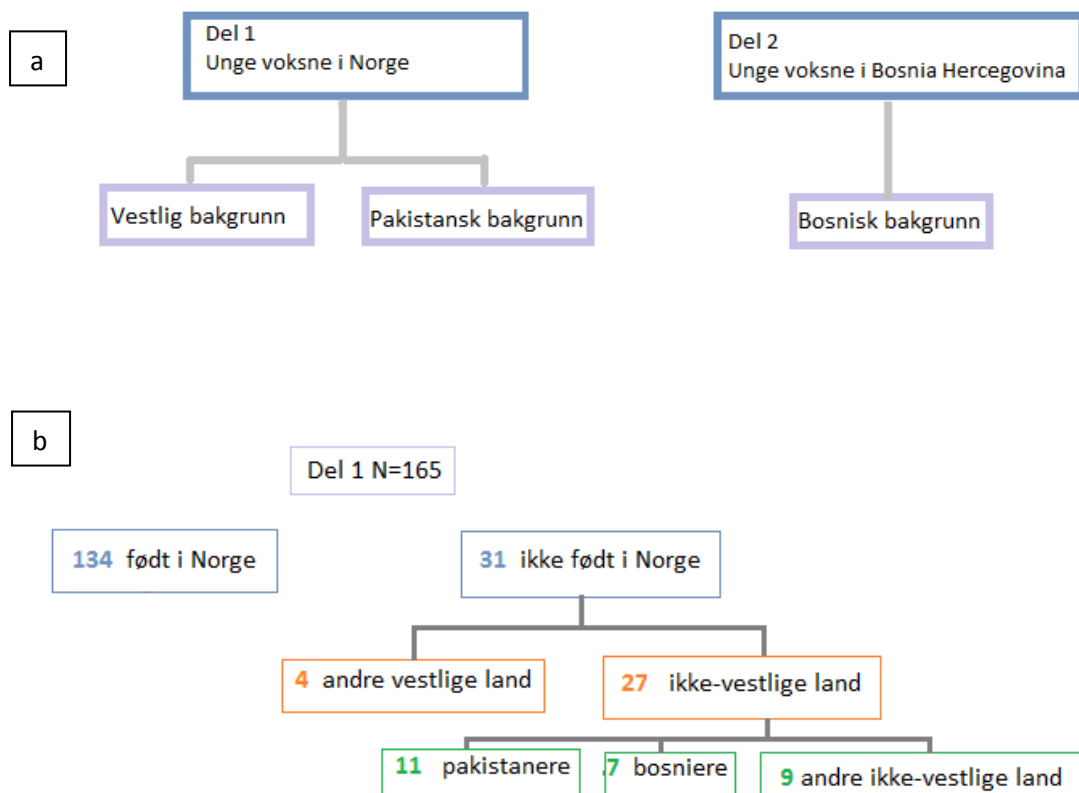 a
Del 1
Unge voksne i Norge
Del 2
Unge voksne i Bosnia Hercegovina
Vestlig bakgrunn
Pakistansk bakgrunn
Bosnisk bakgrunn
b
Del 1 N=165
134 født i Norge
31 ikke født i Norge
4 andre vestlige land
27 ikke-vestlige land
11 pakistanere
7 bosniere
9 andre ikke-vestlige land